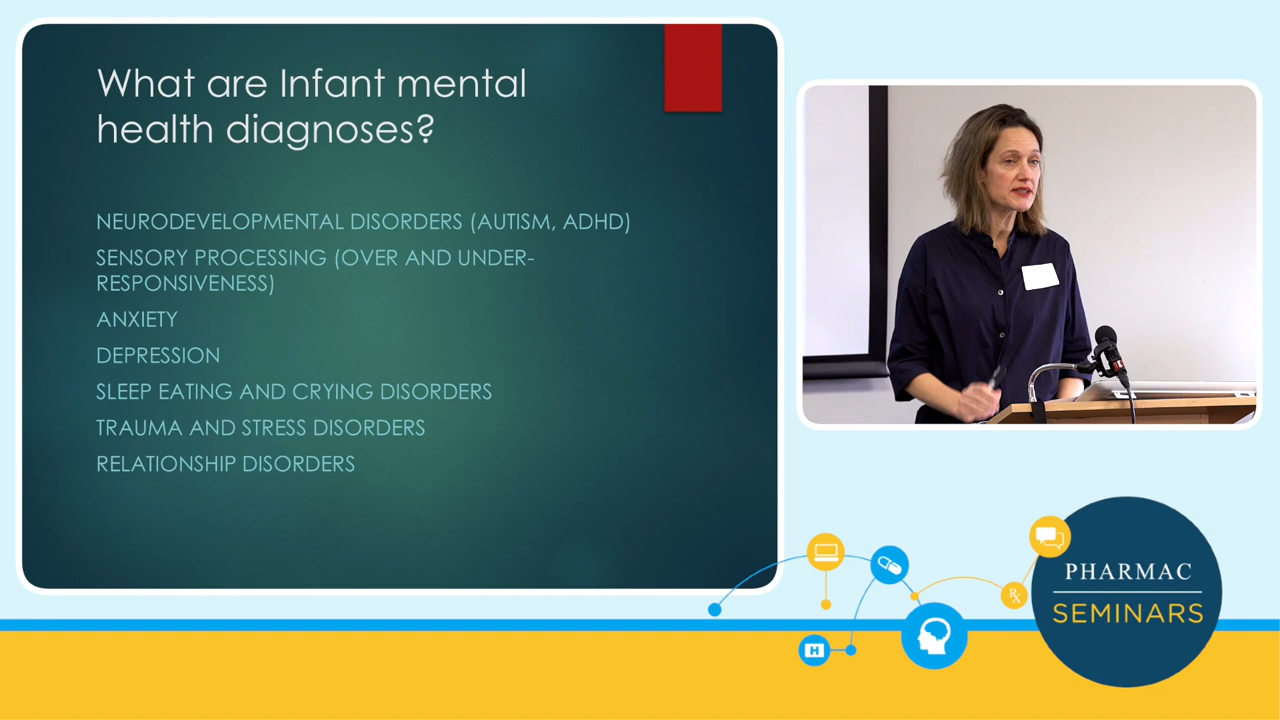 What are Infant mental
health diagnoses?
NEURODEVELOPMENTAL DISORDERS (AUTISM, ADHD)
SENSORY PROCESSING (OVER AND UNDER-
RESPONSIVENESS)
ANXIETY
DEPRESSION
SLEEP EATING AND CRYING DISORDERS
TRAUMA AND STRESS DISORDERS
RELATIONSHIP DISORDERS
H
Rx
PHARMAC
SEMINARS